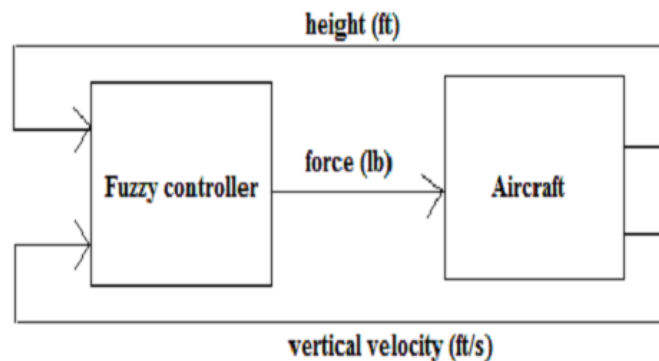 height (ft)
force (lb)
Fuzzy controller
Aircraft
vertical velocity (ft/s)